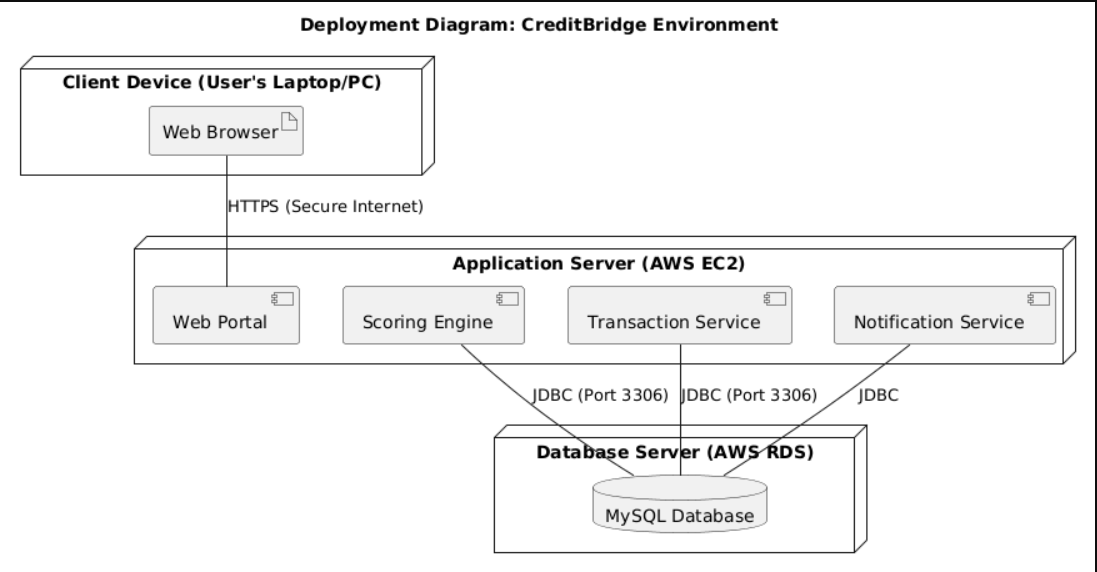 Deployment Diagram: CreditBridge Environment
Client Device (User's Laptop/PC)
Web Browser
HTTPS (Secure Internet)
Application Server (AWS EC2)
Web Portal
Scoring Engine
Transaction Service
Notification Service
JDBC (Port 3306)
JDBC (Port 3306)
JDBC
Database Server (AWS RDS)
MySQL Database